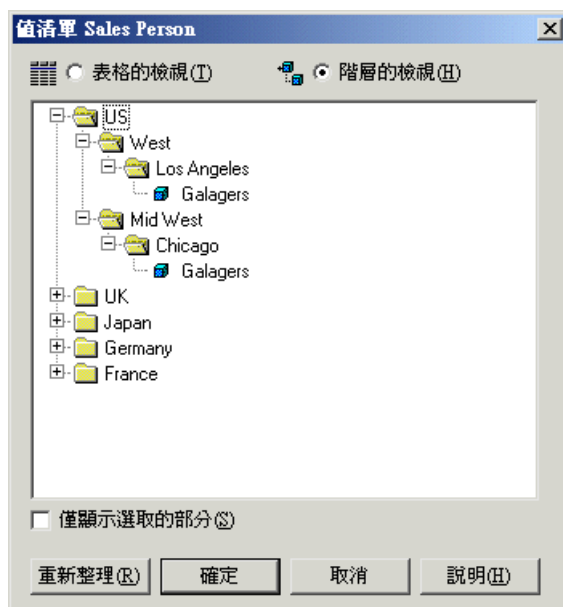 值清單 Sales Person
表格的檢視(T) 階層的檢視(H)
US
West
Los Angeles
Galagers
Mid West
Chicago
Galagers
UK
Japan
Germany
France
僅顯示選取的部分(S)
重新整理(R) 確定 取消 說明(H)